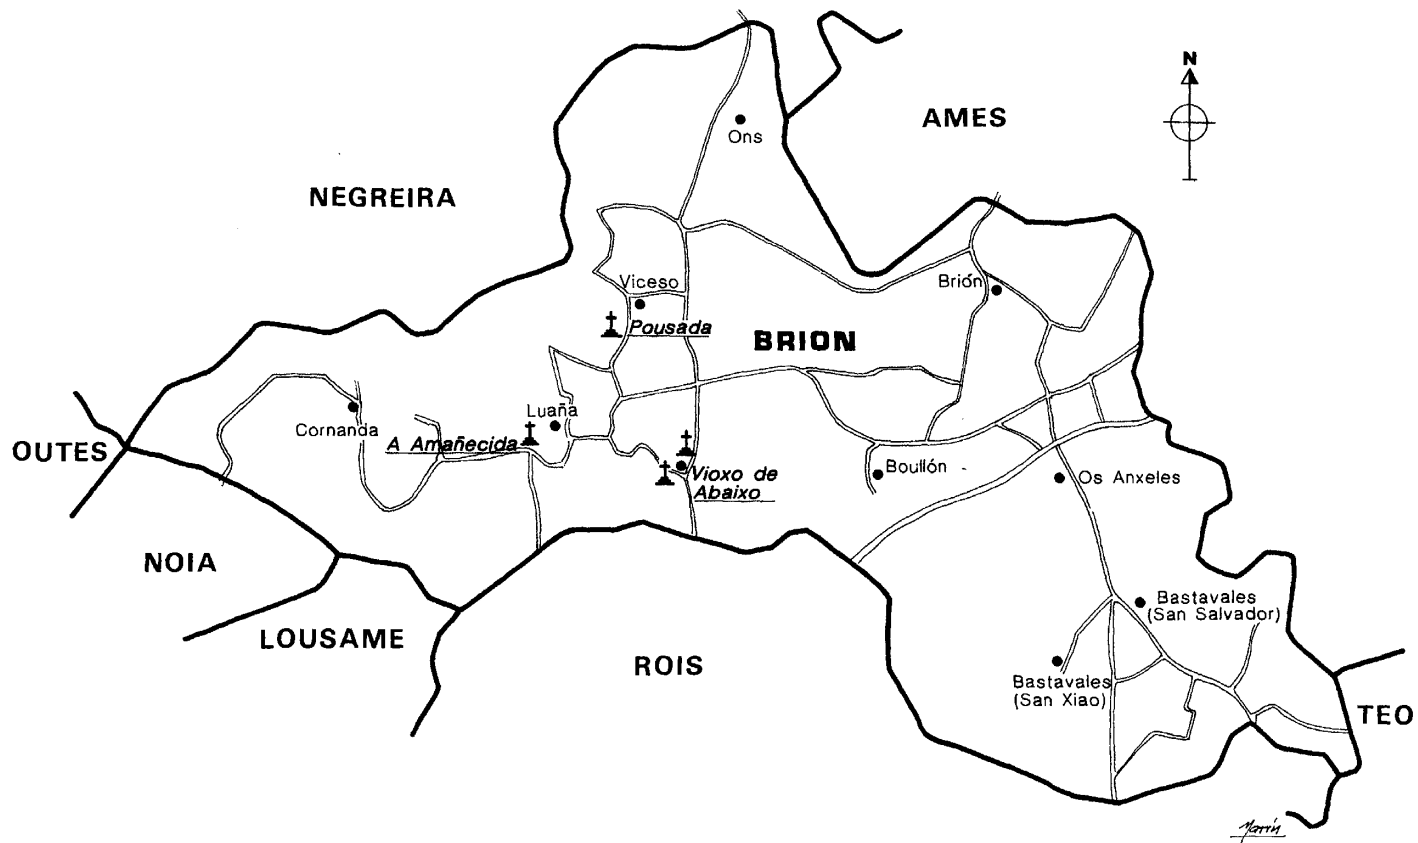 N
AMES
Ons
NEGREIRA
Viceso
Brión
Pousada
BRION
Luaña
Cornanda
A Amañecida
OUTES
Vioxo de
Abaixo
Boullón
Os Anxeles
NOIA
Bastavales
(San Salvador)
LOUSAME
ROIS
Bastavales
(San Xiao)
TEO
Marín